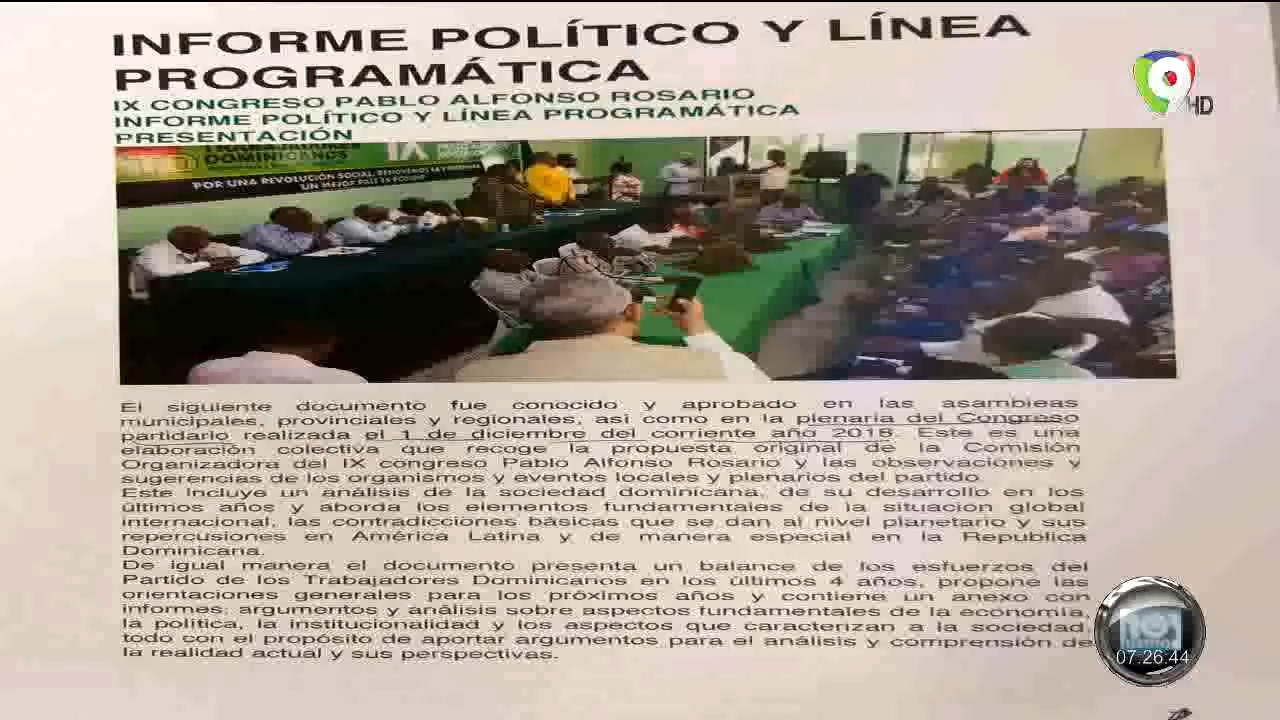 INFORME POLÍTICO Y LÍNEA
PROGRAMÁTICA
IX CONGRESO PABLO ALFONSO ROSARIO
INFORME POLÍTICO Y LÍNEA PROGRAMÁTICA
PRESENTACIÓN
HD
DOMINICANOS
IX
POR UNA REVOLUCIÓN SOCIAL, RENOVEMOS LA
UN MEJOR PAÍS ES POSIBLE
El siguiente documento fue conocido y aprobado en las asambleas
municipales, provinciales y regionales, así como en la plenaria del Congreso
partidario realizada el 1 de diciembre del corriente año 2018. Este es una
elaboración colectiva que recoge la propuesta original de la Comisión
Organizadora del IX congreso Pablo Alfonso Rosario y las observaciones y
sugerencias de los organismos y eventos locales y plenarios del partido.
Este Incluye un análisis de la sociedad dominicana, de su desarrollo en los
últimos años y aborda los elementos fundamentales de la situación global
internacional, las contradicciones básicas que se dan al nivel planetario y sus
repercusiones en América Latina y de manera especial en la Republica
Dominicana.
De igual manera el documento presenta un balance de los esfuerzos del
Partido de los Trabajadores Dominicanos en los últimos 4 años, propone las
orientaciones generales para los próximos años y contiene un anexo con
informes, argumentos y análisis sobre aspectos fundamentales de la economía,
la política, la institucionalidad y los aspectos que caracterizan a la sociedad,
todo con el propósito de aportar argumentos para el análisis y comprensión de
la realidad actual y sus perspectivas.
07:26:44